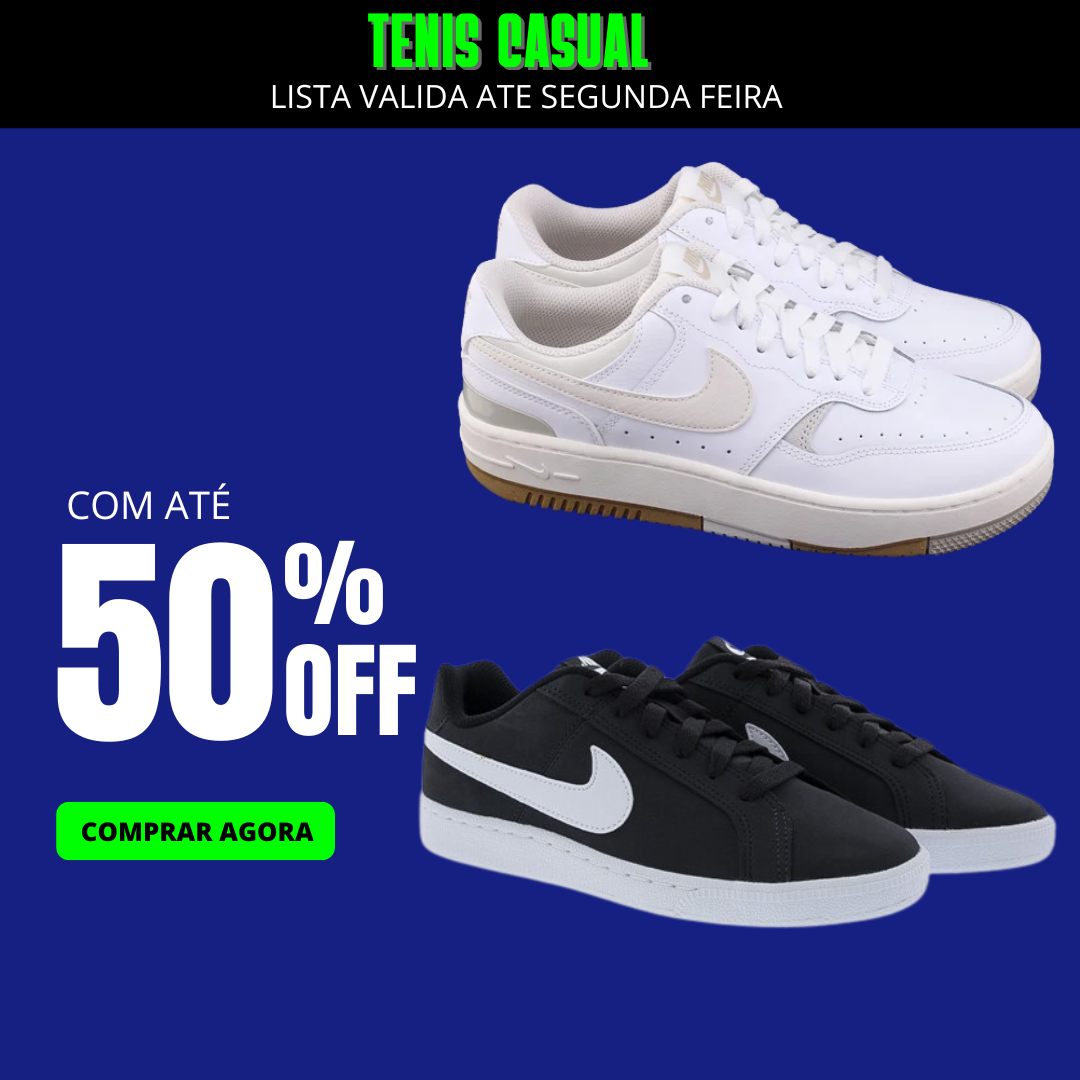 TENIS CASUAL
LISTA VALIDA ATE SEGUNDA FEIRA
COM ATÉ
50%
OFF
COMPRAR AGORA